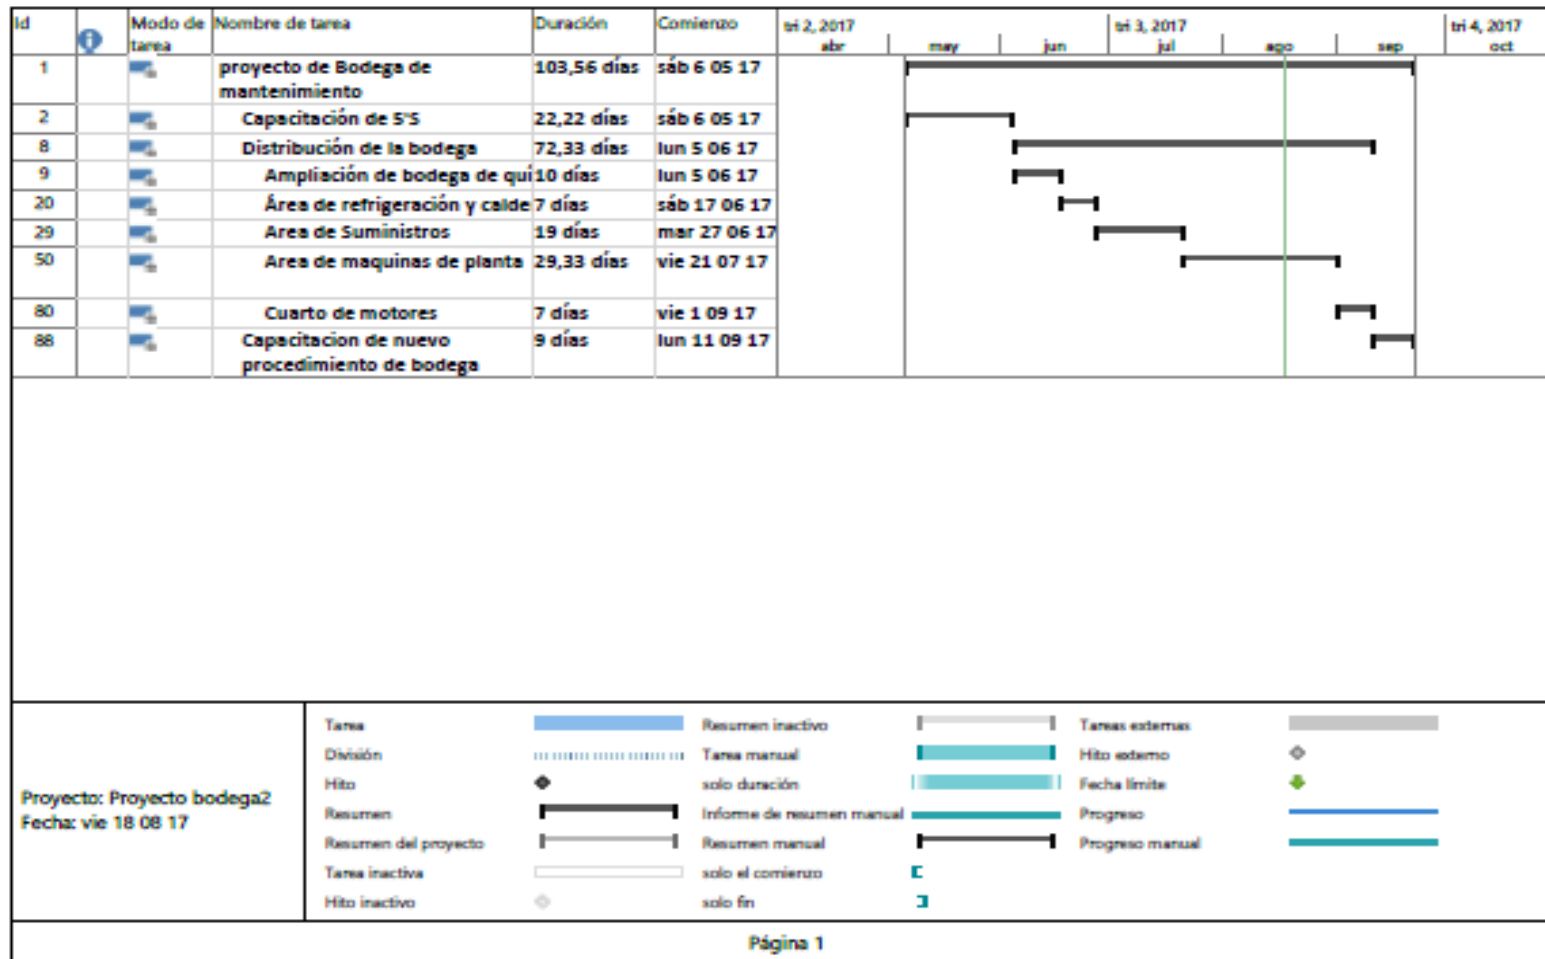 Id Modo de tarea Nombre de tarea Duración Comienzo
tri 2, 2017 tri 3, 2017 tri 4, 2017
abr may jun jul ago sep oct
1 proyecto de Bodega de 103,56 días sáb 6 05 17
mantenimiento
2 Capacitación de 5'S 22,22 días sáb 6 05 17
8 Distribución de la bodega 72,33 días lun 5 06 17
9 Ampliación de bodega de quí 10 días lun 5 06 17
20 Área de refrigeración y calde 7 días sáb 17 06 17
29 Area de Suministros 19 días mar 27 06 17
50 Area de maquinas de planta 29,33 días vie 21 07 17
80 Cuarto de motores 7 días vie 1 09 17
88 Capacitacion de nuevo 9 días lun 11 09 17
procedimiento de bodega
Proyecto: Proyecto bodega2
Fecha: vie 18 08 17
Tarea
División
Hito
Resumen
Resumen del proyecto
Tarea inactiva
Hito inactivo
Resumen inactivo
Tarea manual
solo duración
Informe de resumen manual
Resumen manual
solo el comienzo
solo fin
Tareas externas
Hito externo
Fecha límite
Progreso
Progreso manual
Página 1